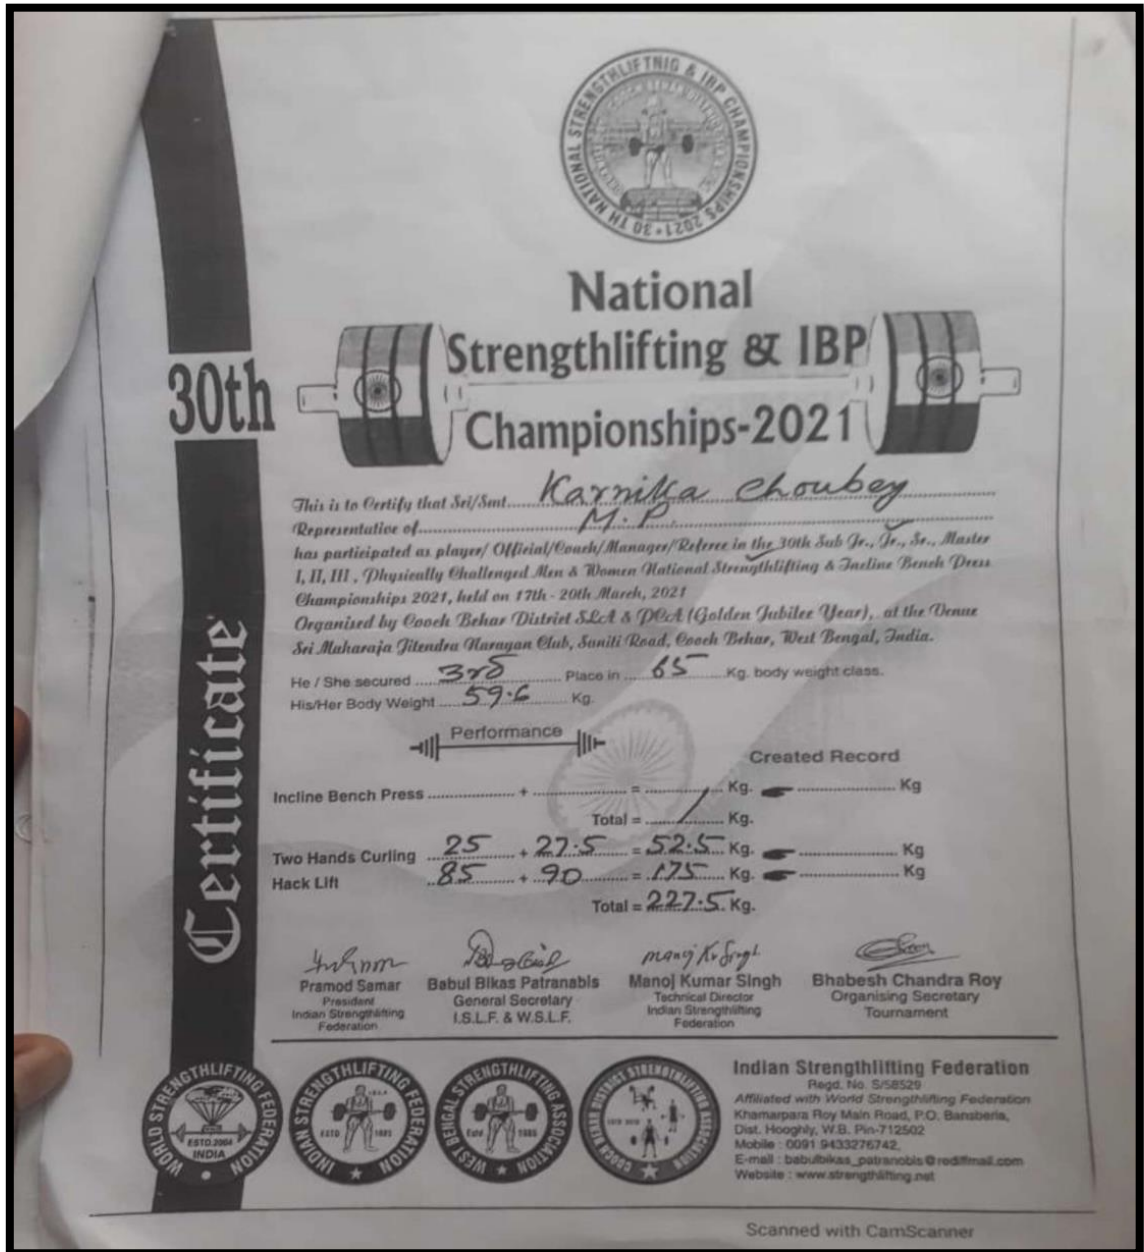 30 TH NATIONAL STRENGTHLIFTNIG & IBP CHAMPIONSHIPS 2021
National
Strengthlifting & IBP
Championships-2021
30th
Certificate
This is to Certify that Sri/Smt. Karnika Choubey
Representative of M.P.
has participated as player/ Official/Coach/Manager/Referee in the 30th Sub Jr., Jr., Sr., Master
I, II, III , Physically Challenged Men & Women National Strengthlifting & Incline Bench Press
Championships 2021, held on 17th - 20th March, 2021
Organised by Cooch Behar District SLA & PCA (Golden Jubilee Year), at the Venue
Sri Maharaja Jitendra Narayan Club, Suniti Road, Cooch Behar, West Bengal, India.
He / She secured 3rd Place in 65 Kg. body weight class.
His/Her Body Weight 59.6 Kg.
Performance
Created Record
Incline Bench Press + = Kg. Kg
Total = Kg.
Two Hands Curling 25 + 27.5 = 52.5 Kg. Kg
Hack Lift 85 + 90 = 175 Kg. Kg
Total = 227.5 Kg.
Pramod Samar
President
Indian Strengthlifting
Federation
Babul Bikas Patranabis
General Secretary
I.S.L.F. & W.S.L.F.
Manoj Kr Singh
Manoj Kumar Singh
Technical Director
Indian Strengthlifting
Federation
Bhabesh Chandra Roy
Organising Secretary
Tournament
WORLD STRENGTHLIFTING FEDERATION
ESTD.2004
INDIA
INDIAN STRENGTHLIFTING FEDERATION
WEST BENGAL STRENGTHLIFTING ASSOCIATION
COOCH BEHAR DISTRICT STRENGTHLIFTING ASSOCIATION
Indian Strengthlifting Federation
Regd. No. S/58529
Affiliated with World Strengthlifting Federation
Khamarpara Roy Main Road, P.O. Bansberia,
Dist. Hooghly, W.B. Pin-712502
Mobile : 0091 9433276742,
E-mail : babulbikas_patranobis@rediffmail.com
Website : www.strengthlifting.net
Scanned with CamScanner